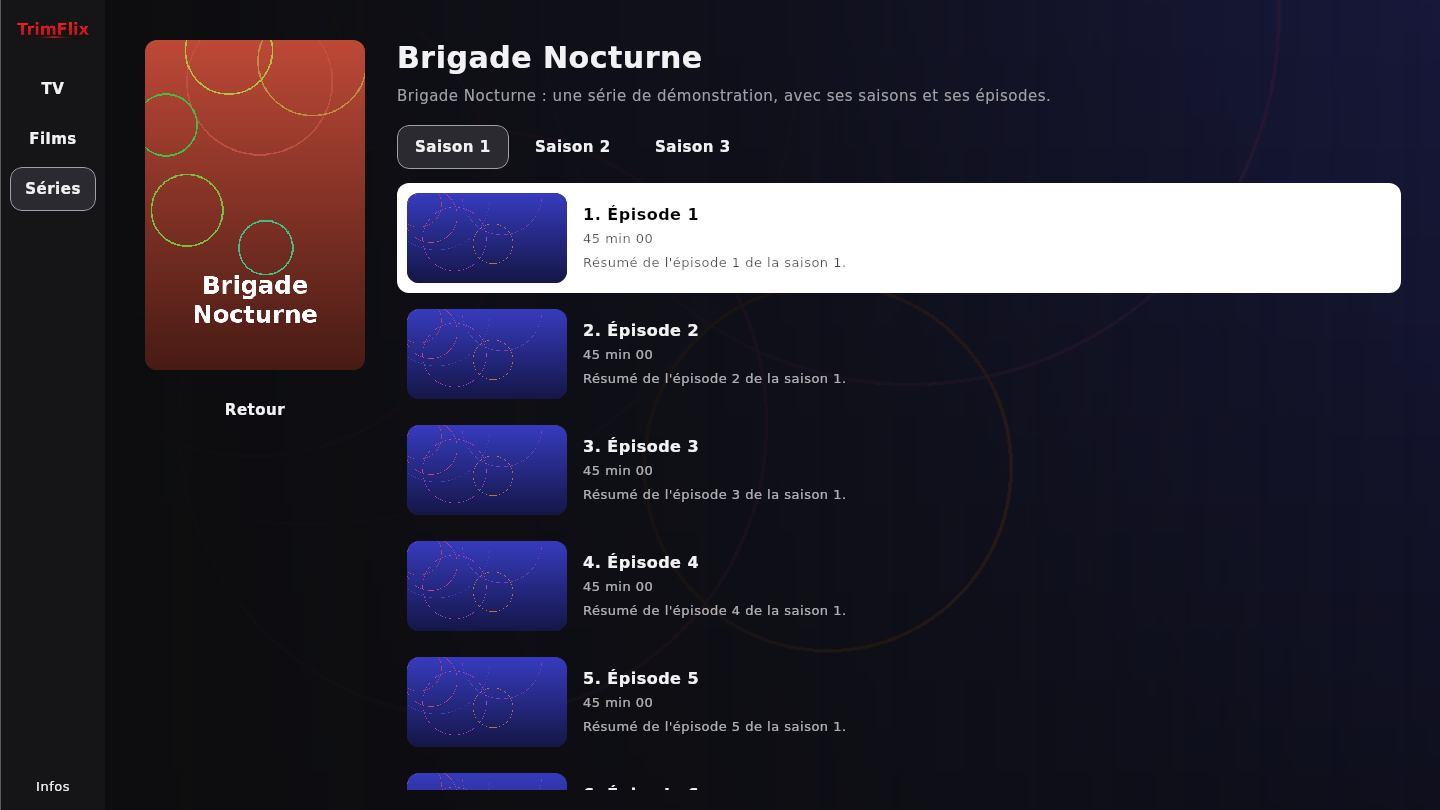 TrimFlix
TV
Films
Séries
Infos
Brigade
Nocturne
Retour
Brigade Nocturne
Brigade Nocturne : une série de démonstration, avec ses saisons et ses épisodes.
Saison 1
Saison 2
Saison 3
1. Épisode 1
45 min 00
Résumé de l'épisode 1 de la saison 1.
2. Épisode 2
45 min 00
Résumé de l'épisode 2 de la saison 1.
3. Épisode 3
45 min 00
Résumé de l'épisode 3 de la saison 1.
4. Épisode 4
45 min 00
Résumé de l'épisode 4 de la saison 1.
5. Épisode 5
45 min 00
Résumé de l'épisode 5 de la saison 1.